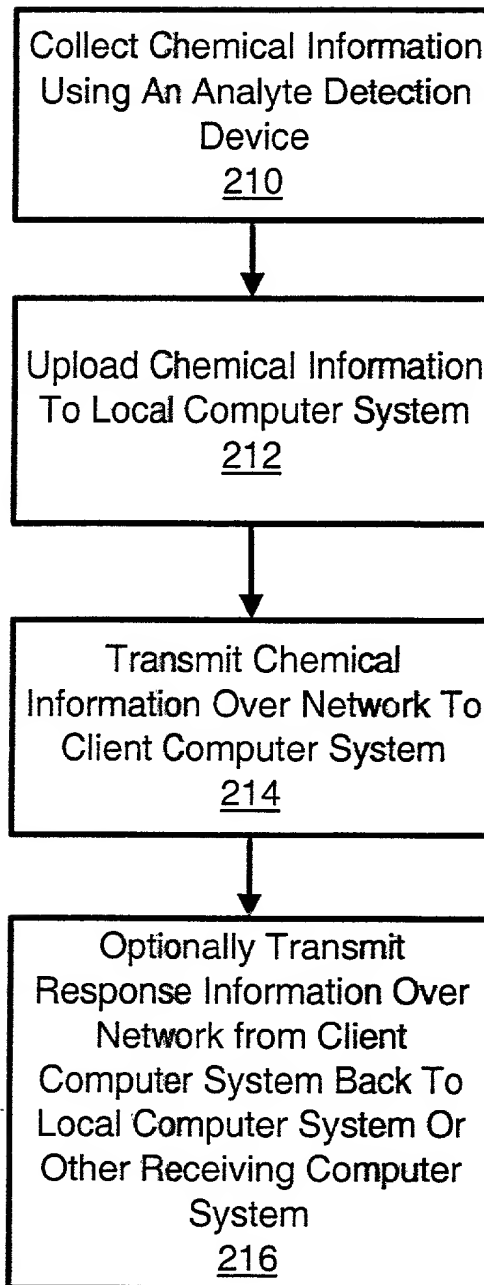 Collect Chemical Information
Using An Analyte Detection
Device
210
Upload Chemical Information
To Local Computer System
212
Transmit Chemical
Information Over Network To
Client Computer System
214
Optionally Transmit
Response Information Over
Network from Client
Computer System Back To
Local Computer System Or
Other Receiving Computer
System
216